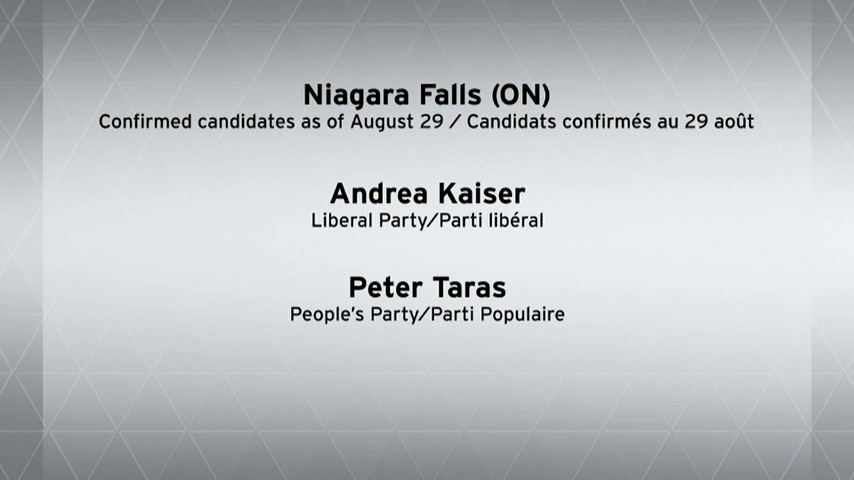 Niagara Falls (ON)
Confirmed candidates as of August 29 / Candidats confirmés au 29 août
Andrea Kaiser
Liberal Party/Parti libéral
Peter Taras
People's Party/Parti Populaire